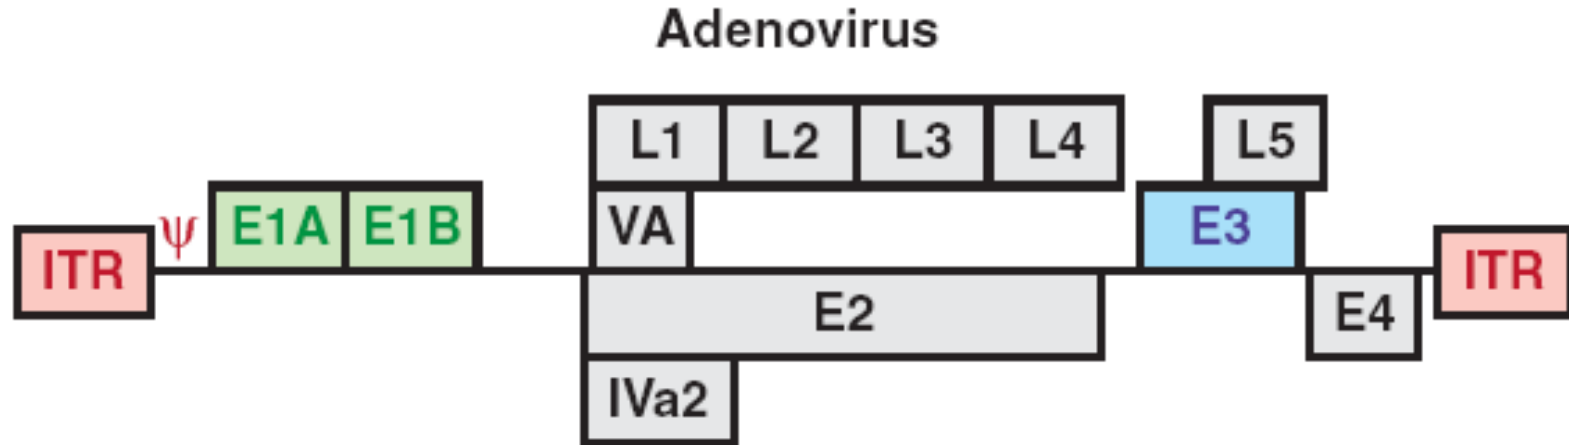 Adenovirus
L1 L2 L3 L4 L5
ψ E1A E1B VA E3
ITR ITR
E2 E4
IVa2